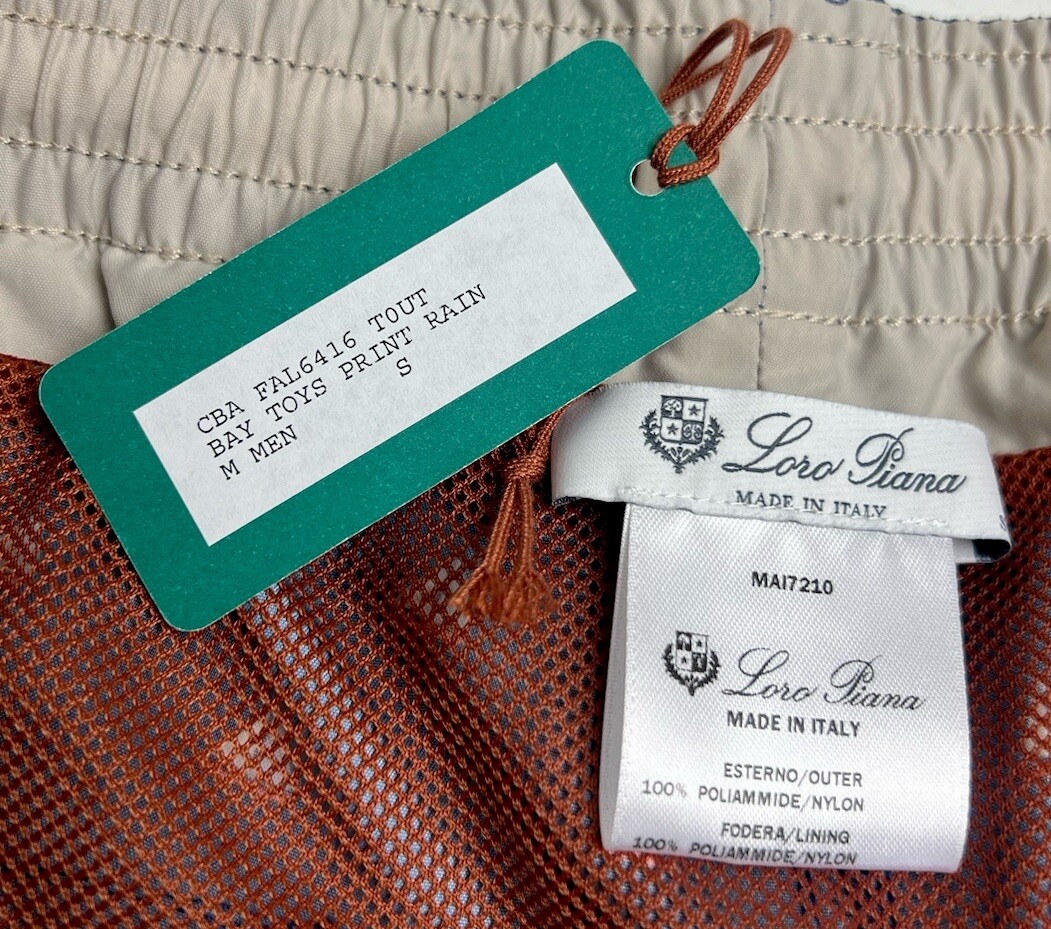 CBA FAL6416 T0UT
BAY TOYS PRINT RAIN
M MEN S
Loro Piana
MADE IN ITALY
MAI7210
Loro Piana
MADE IN ITALY
ESTERNO/OUTER
100% POLIAMMIDE/NYLON
FODERA/LINING
100% POLIAMMIDE/NYLON